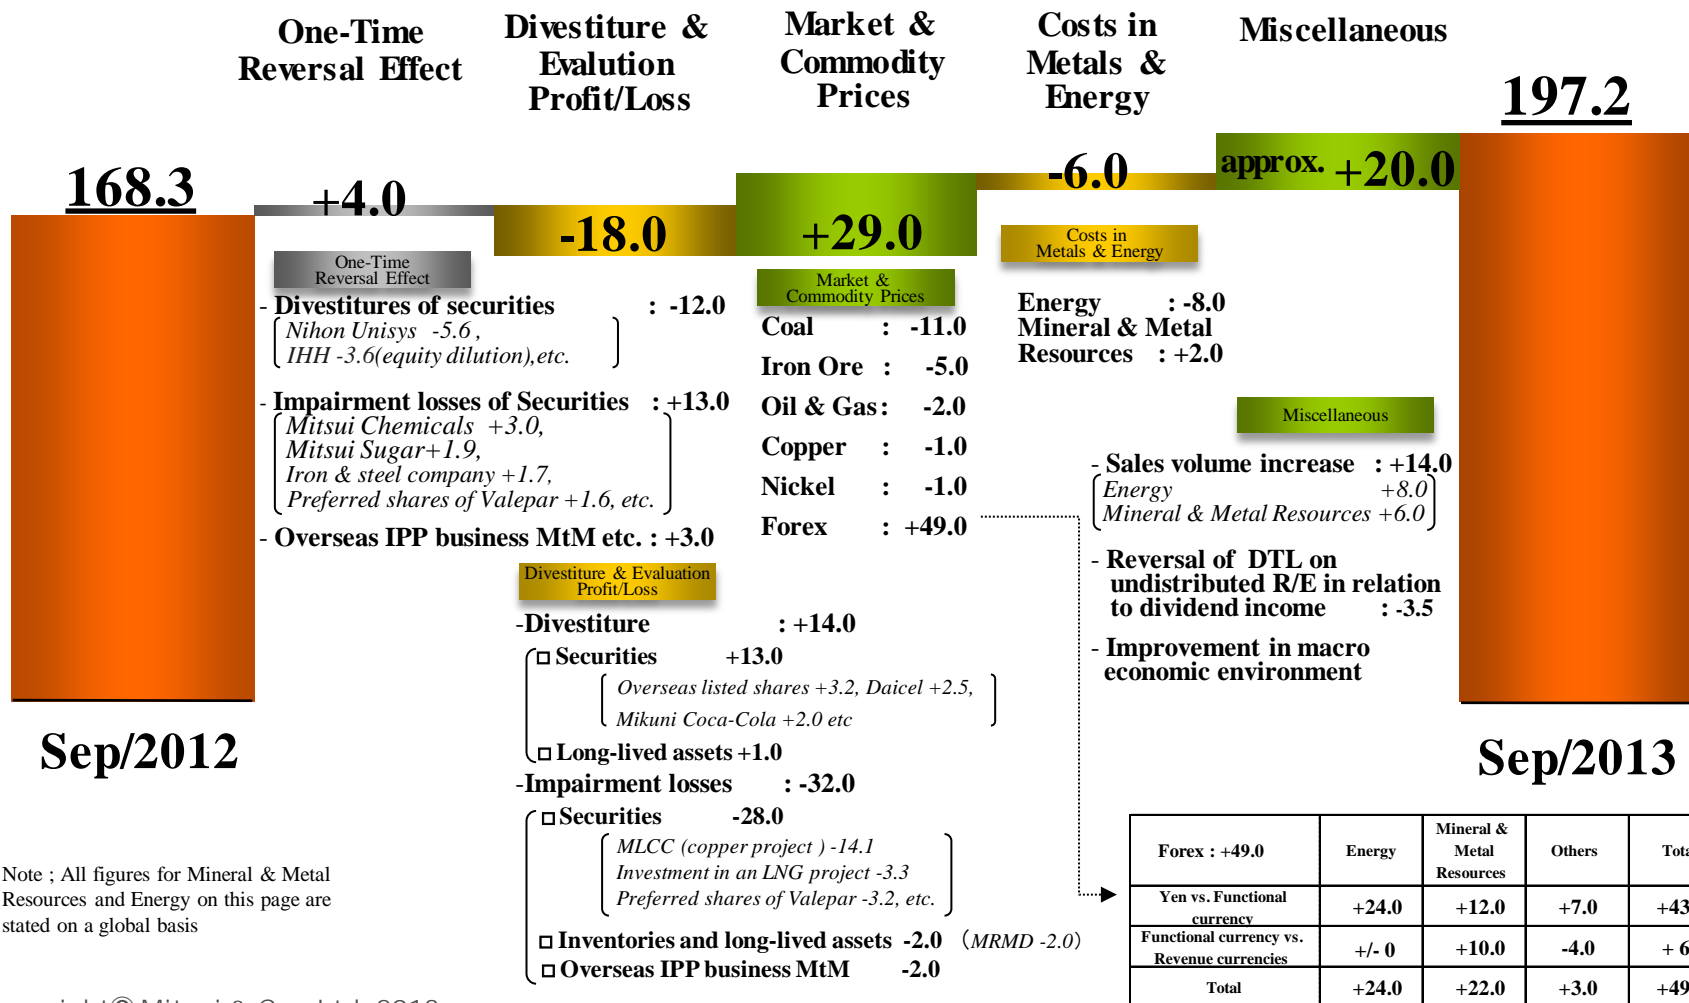 One-Time
Reversal Effect
Divestiture &
Evalution
Profit/Loss
Market &
Commodity
Prices
Costs in
Metals &
Energy
Miscellaneous
168.3
+4.0
-18.0
+29.0
-6.0
approx. +20.0
197.2
Sep/2012
Sep/2013
One-Time
Reversal Effect
- Divestitures of securities : -12.0
Nihon Unisys -5.6 ,
IHH -3.6(equity dilution),etc.
- Impairment losses of Securities : +13.0
Mitsui Chemicals +3.0,
Mitsui Sugar+1.9,
Iron & steel company +1.7,
Preferred shares of Valepar +1.6, etc.
- Overseas IPP business MtM etc. : +3.0
Divestiture & Evaluation
Profit/Loss
-Divestiture : +14.0
Securities +13.0
Overseas listed shares +3.2, Daicel +2.5,
Mikuni Coca-Cola +2.0 etc
Long-lived assets +1.0
-Impairment losses : -32.0
Securities -28.0
MLCC (copper project ) -14.1
Investment in an LNG project -3.3
Preferred shares of Valepar -3.2, etc.
Inventories and long-lived assets -2.0 (MRMD -2.0)
Overseas IPP business MtM -2.0
Market &
Commodity Prices
Coal : -11.0
Iron Ore : -5.0
Oil & Gas : -2.0
Copper : -1.0
Nickel : -1.0
Forex : +49.0
Costs in
Metals & Energy
Energy : -8.0
Mineral & Metal
Resources : +2.0
Miscellaneous
- Sales volume increase : +14.0
Energy +8.0
Mineral & Metal Resources +6.0
- Reversal of DTL on
undistributed R/E in relation
to dividend income : -3.5
- Improvement in macro
economic environment
Note ; All figures for Mineral & Metal
Resources and Energy on this page are
stated on a global basis
Forex : +49.0 Energy Mineral & Metal Resources Others
Yen vs. Functional currency +24.0 +12.0 +7.0 +43
Functional currency vs. Revenue currencies +/- 0 +10.0 -4.0 + 6
Total +24.0 +22.0 +3.0 +49